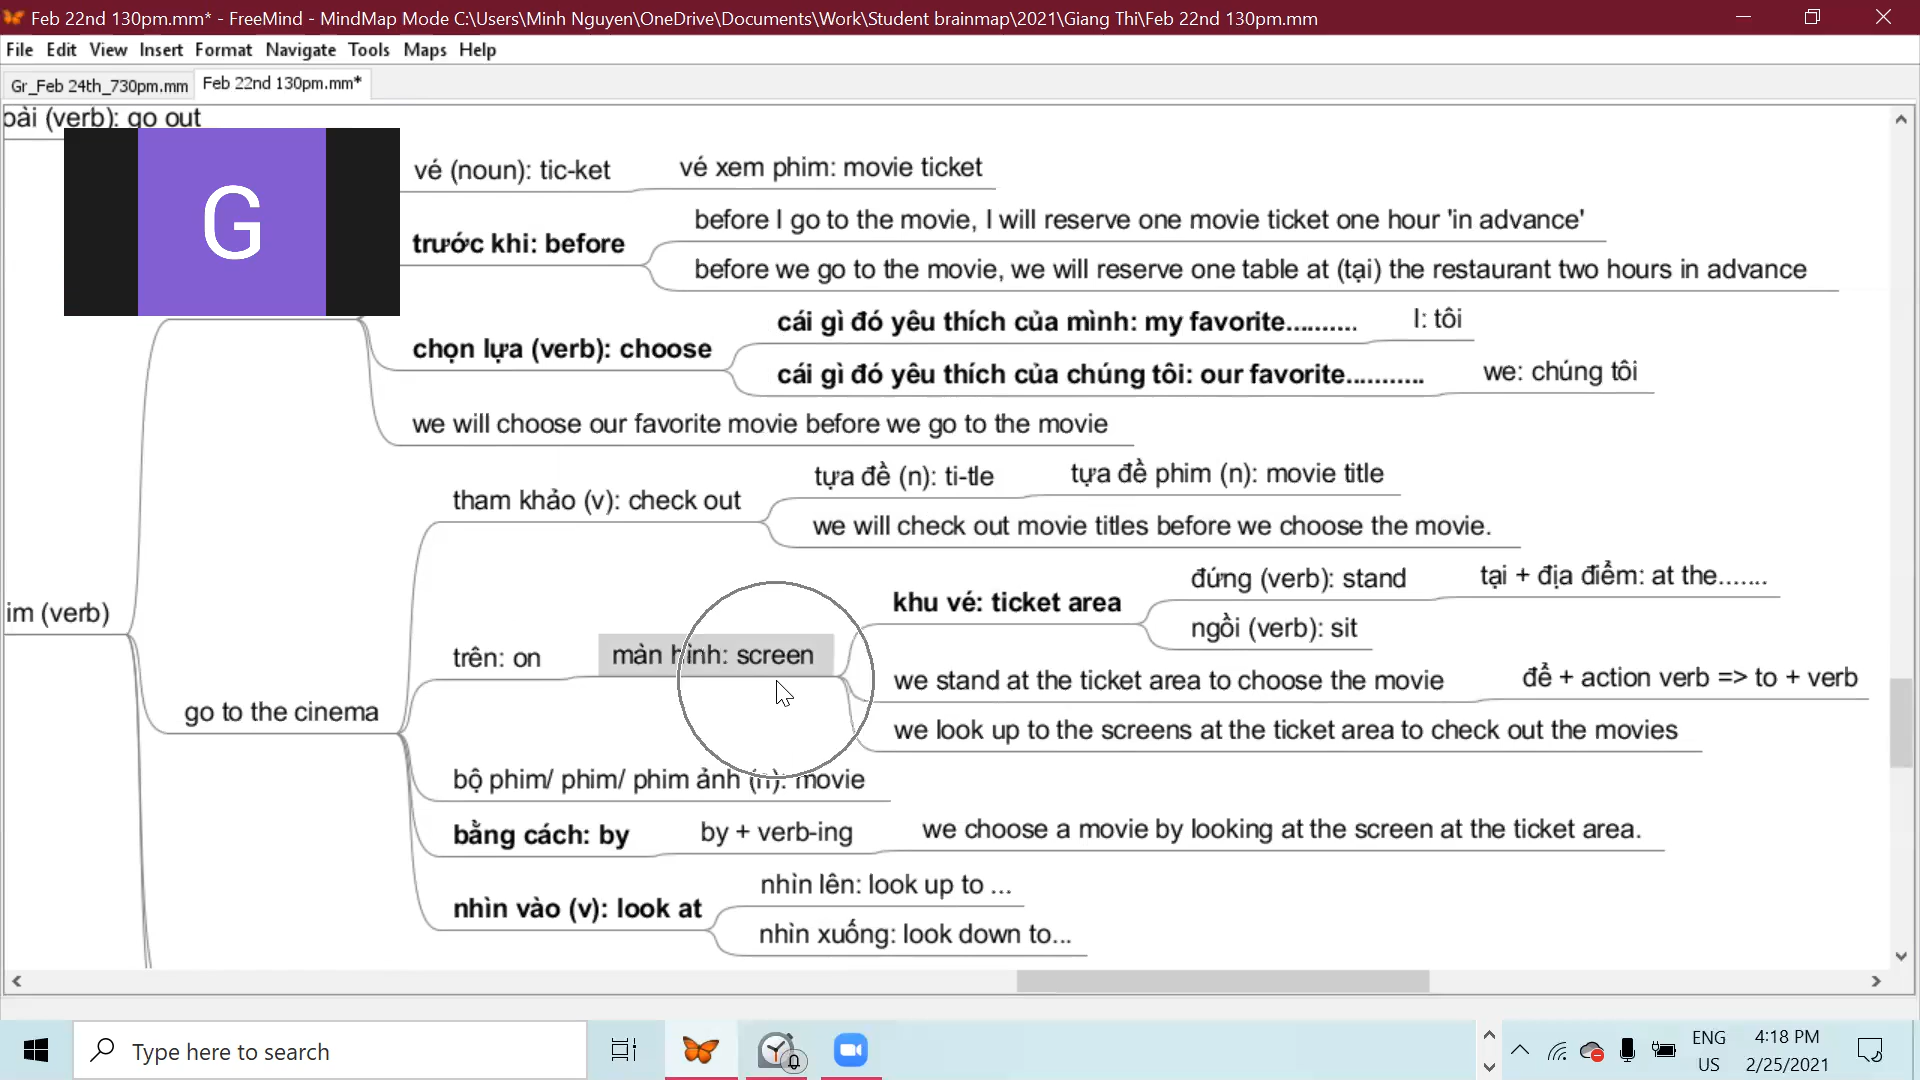 Feb 22nd 130pm.mm* - FreeMind - MindMap Mode C:\Users\Minh Nguyen\OneDrive\Documents\Work\Student brainmap\2021\Giang Thi\Feb 22nd 130pm.mm
File Edit View Insert Format Navigate Tools Maps Help
Gr_Feb 24th_730pm.mm Feb 22nd 130pm.mm*
bài (verb): go out
G
vé (noun): tic-ket vé xem phim: movie ticket
before I go to the movie, I will reserve one movie ticket one hour 'in advance'
trước khi: before
before we go to the movie, we will reserve one table at (tại) the restaurant two hours in advance
cái gì đó yêu thích của mình: my favorite.......... I: tôi
chọn lựa (verb): choose
cái gì đó yêu thích của chúng tôi: our favorite........... we: chúng tôi
we will choose our favorite movie before we go to the movie
tựa đề (n): ti-tle tựa đề phim (n): movie title
tham khảo (v): check out
we will check out movie titles before we choose the movie.
đứng (verb): stand tại + địa điểm: at the.......
khu vé: ticket area
ngồi (verb): sit
im (verb)
trên: on màn hình: screen
we stand at the ticket area to choose the movie để + action verb => to + verb
go to the cinema
we look up to the screens at the ticket area to check out the movies
bộ phim/ phim/ phim ảnh (n): movie
bằng cách: by by + verb-ing we choose a movie by looking at the screen at the ticket area.
nhìn lên: look up to ...
nhìn vào (v): look at
nhìn xuống: look down to...
Type here to search
ENG
US
4:18 PM
2/25/2021